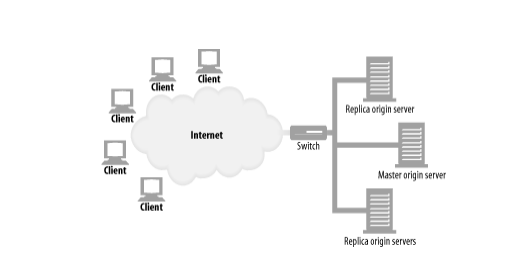 Client
Client
Client
Client
Client
Internet
Switch
Replica origin server
Master origin server
Replica origin servers